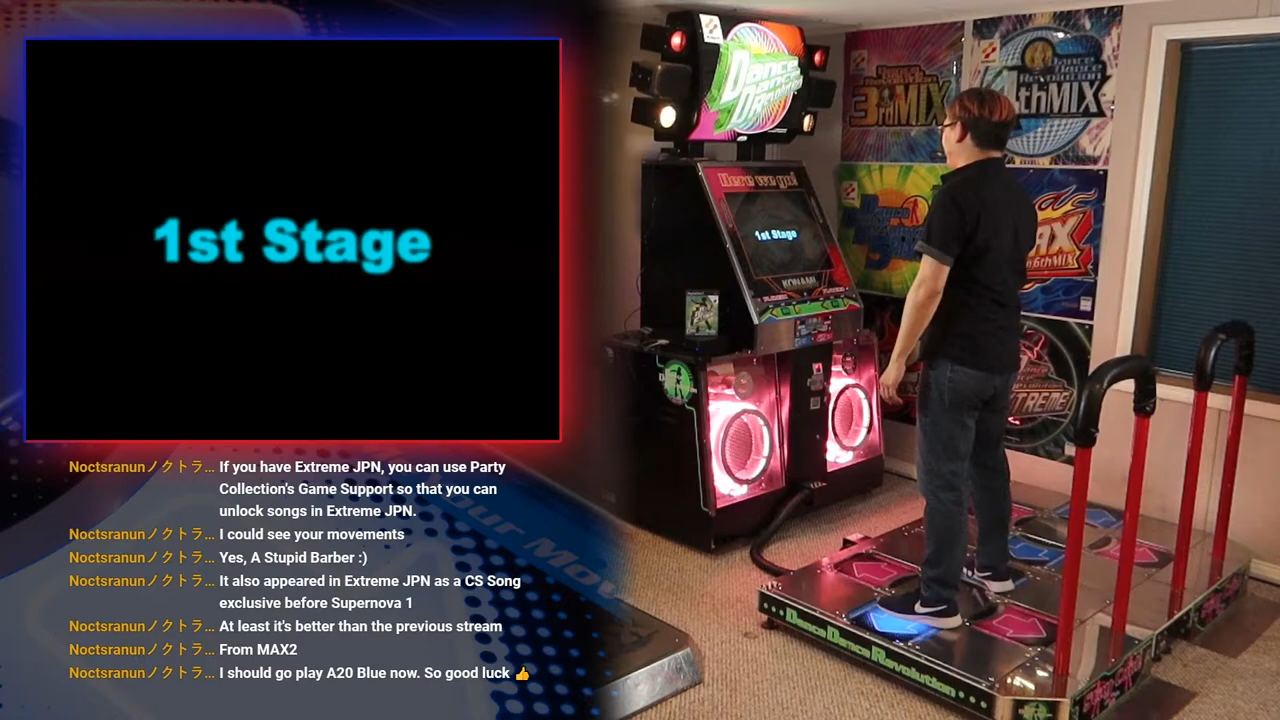 1st Stage
Noctsranunノクトラ... If you have Extreme JPN, you can use Party
Collection's Game Support so that you can
unlock songs in Extreme JPN.
Noctsranunノクトラ... I could see your movements
Noctsranunノクトラ... Yes, A Stupid Barber :)
Noctsranunノクトラ... It also appeared in Extreme JPN as a CS Song
exclusive before Supernova 1
Noctsranunノクトラ... At least it's better than the previous stream
Noctsranunノクトラ... From MAX2
Noctsranunノクトラ... I should go play A20 Blue now. So good luck 👍
Dance
Dance
Revolution
Here we go!
1st Stage
KONAMI
3rdMIX
Dance
Dance
Revolution
4thMIX
6thMIX
EXTREME
Dance Dance Revolution